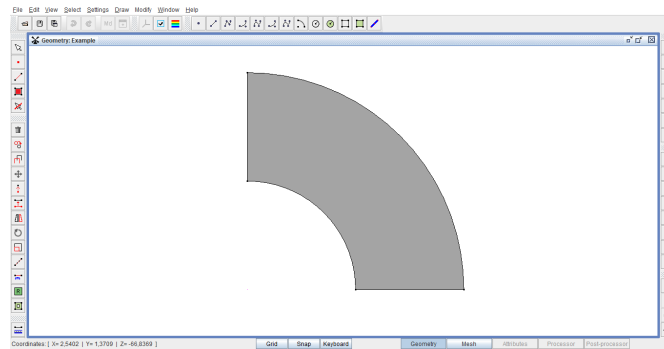 File Edit View Select Settings Draw Modify Window Help
Geometry: Example
Coordinates: [ X= 2,5402 | Y= 1,3709 | Z= -66,8369 ] Grid Snap Keyboard Geometry Mesh Attributes Processor Post-processor